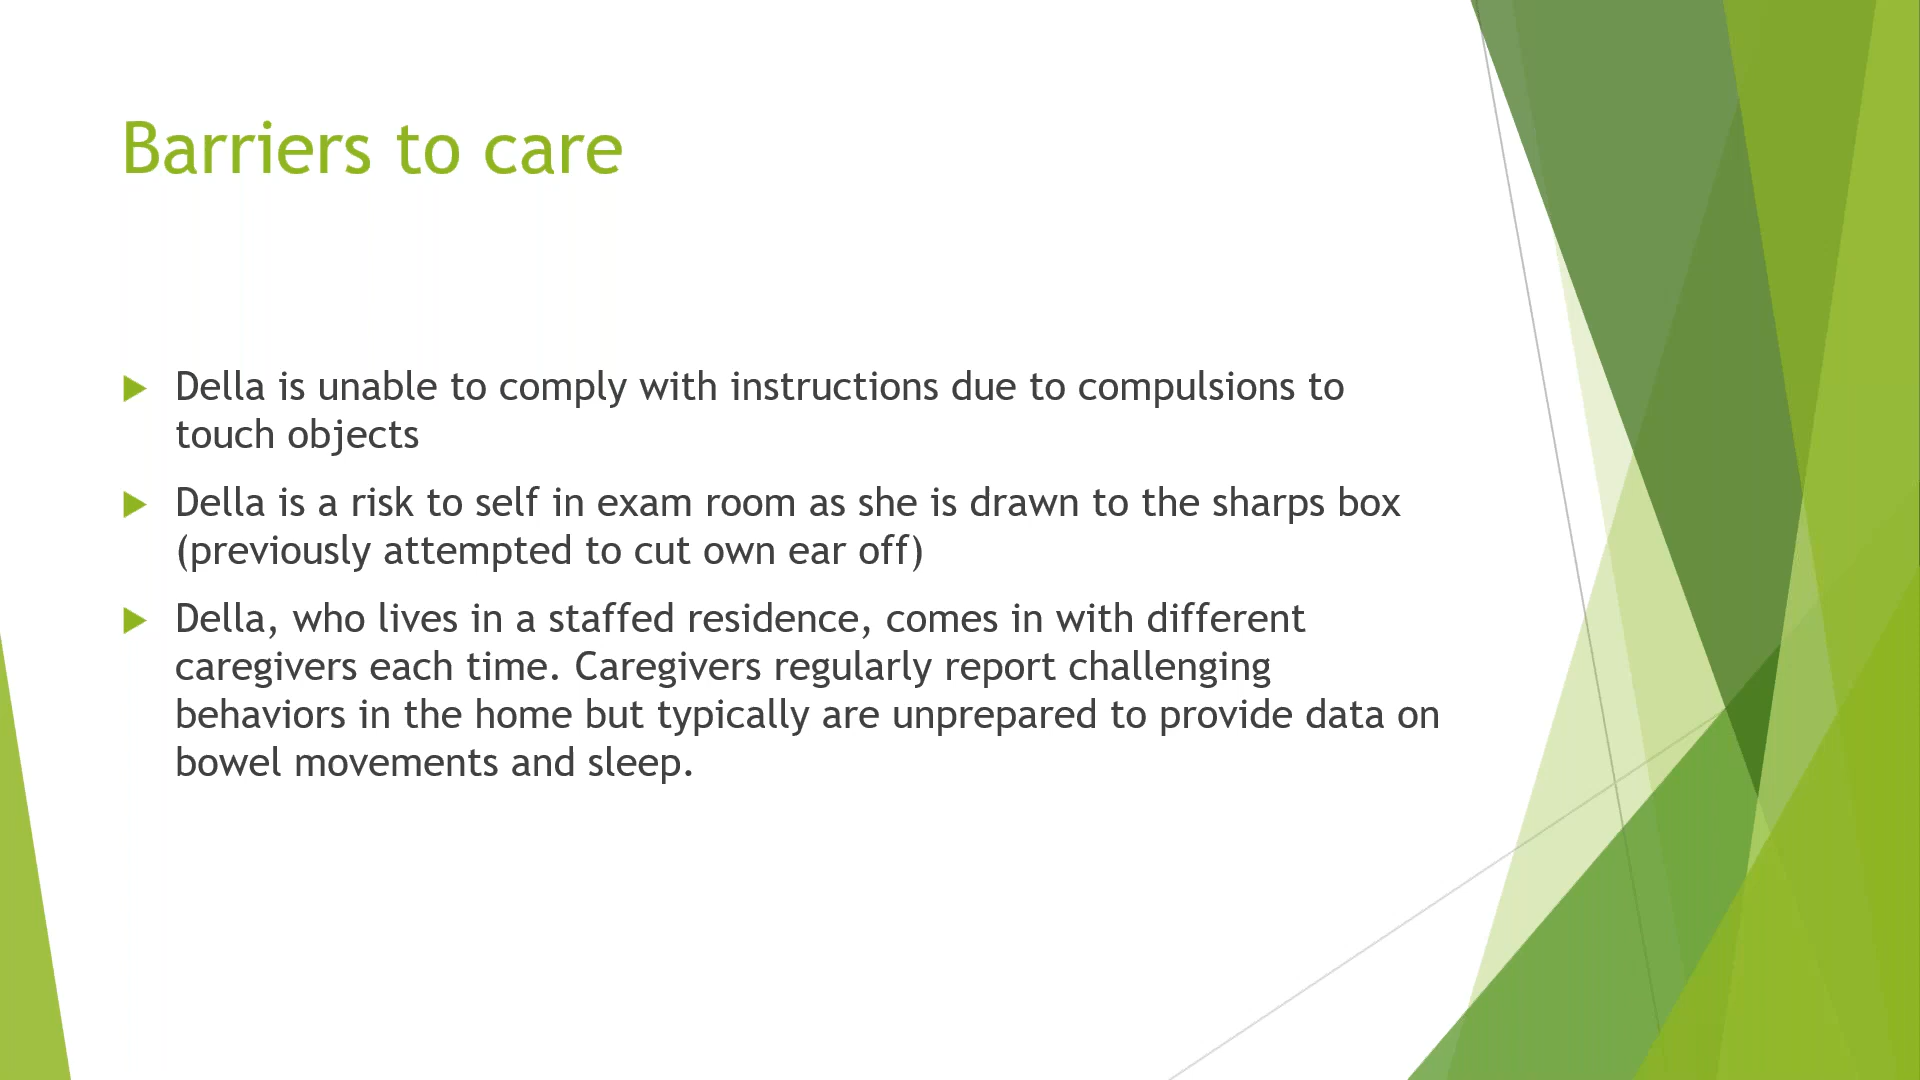 Barriers to care
Della is unable to comply with instructions due to compulsions to
touch objects
Della is a risk to self in exam room as she is drawn to the sharps box
(previously attempted to cut own ear off)
Della, who lives in a staffed residence, comes in with different
caregivers each time. Caregivers regularly report challenging
behaviors in the home but typically are unprepared to provide data on
bowel movements and sleep.